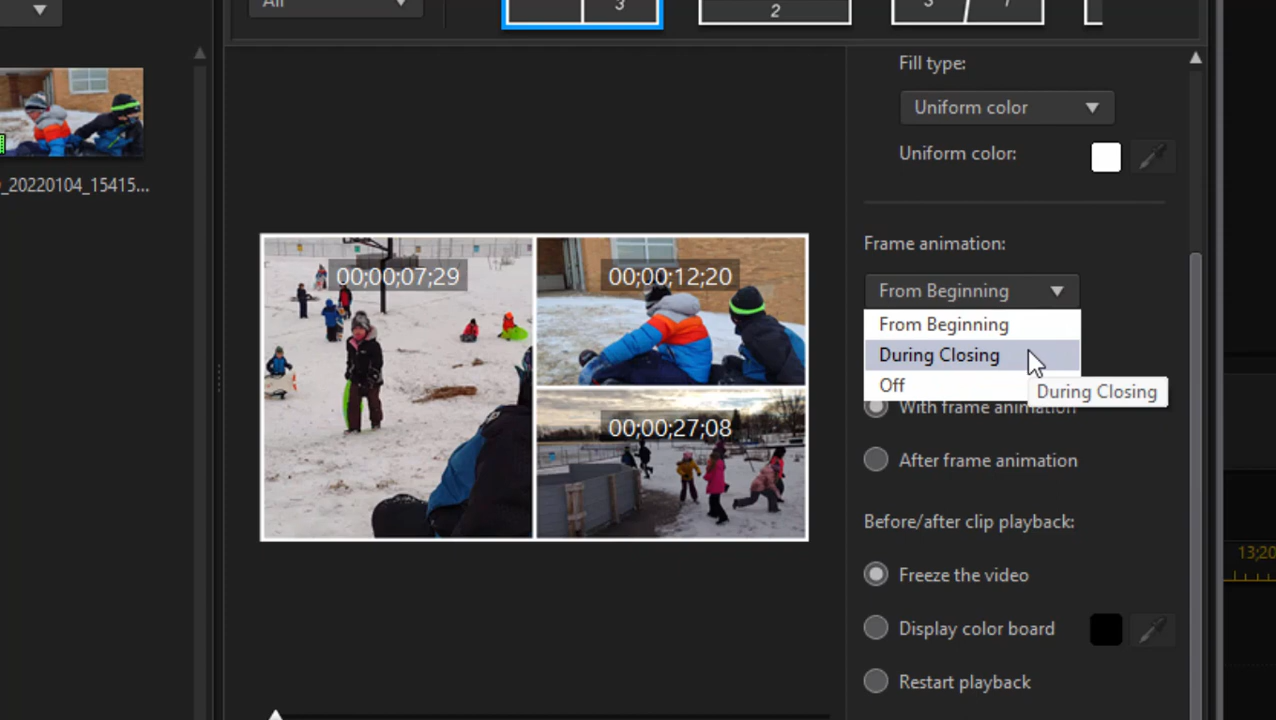 All
3
2
3
7
_20220104_15415...
Fill type:
Uniform color
Uniform color:
Frame animation:
From Beginning
From Beginning
During Closing
Off
During Closing
With frame animation
After frame animation
Before/after clip playback:
Freeze the video
Display color board
Restart playback
00;00;07;29
00;00;12;20
00;00;27;08
13;20